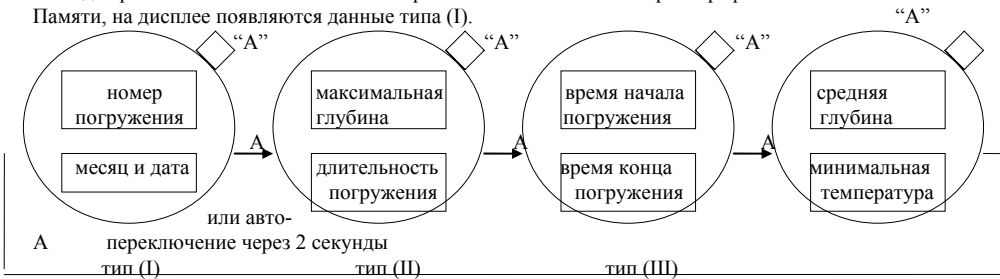 Памяти, на дисплее появляются данные типа (I).
“A”
“A”
“A”
“A”
номер
погружения
месяц и дата
A
максимальная
глубина
длительность
погружения
A
время начала
погружения
время конца
погружения
A
средняя
глубина
минимальная
температура
или авто-
A переключение через 2 секунды
тип (I) тип (II) тип (III)